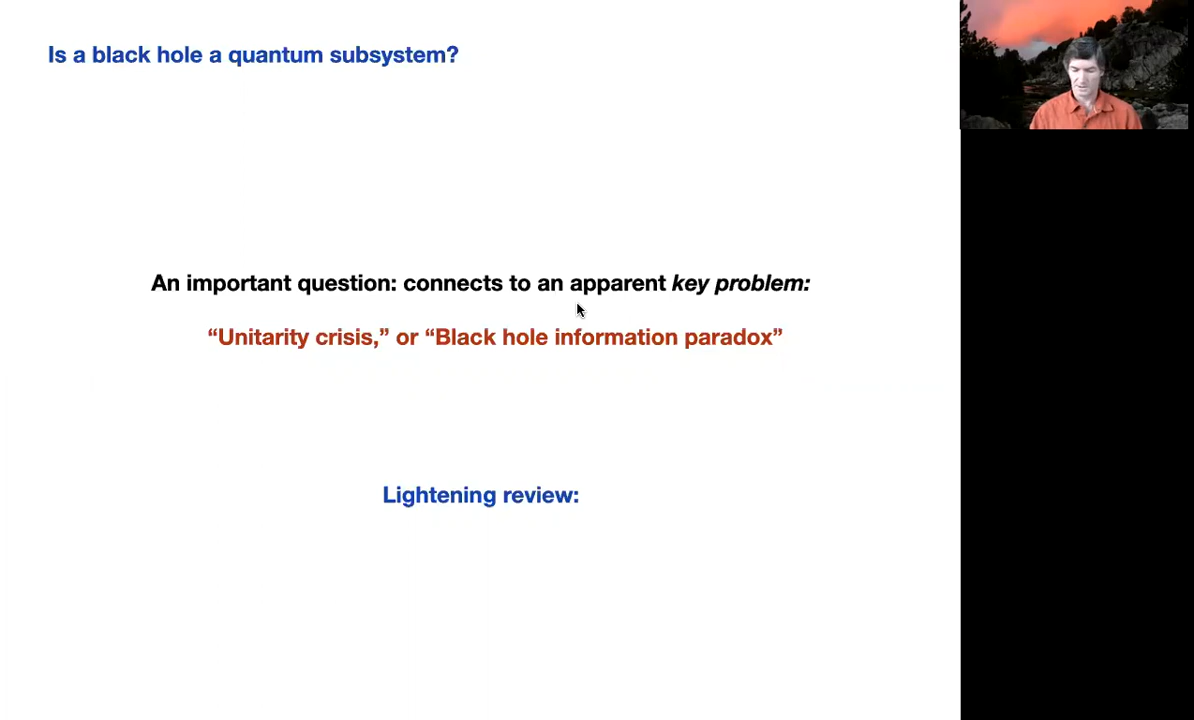 Is a black hole a quantum subsystem?
An important question: connects to an apparent key problem:
“Unitarity crisis,” or “Black hole information paradox”
Lightening review: